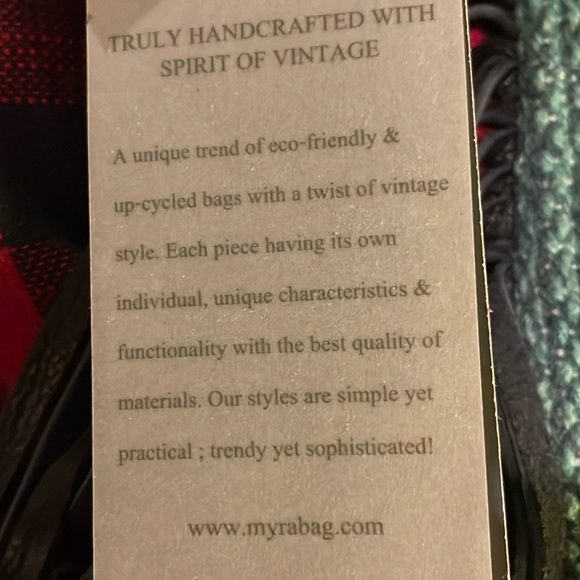 TRULY HANDCRAFTED WITH
SPIRIT OF VINTAGE
A unique trend of eco-friendly &
up-cycled bags with a twist of vintage
style. Each piece having its own
individual, unique characteristics &
functionality with the best quality of
materials. Our styles are simple yet
practical ; trendy yet sophisticated!
www.myrabag.com